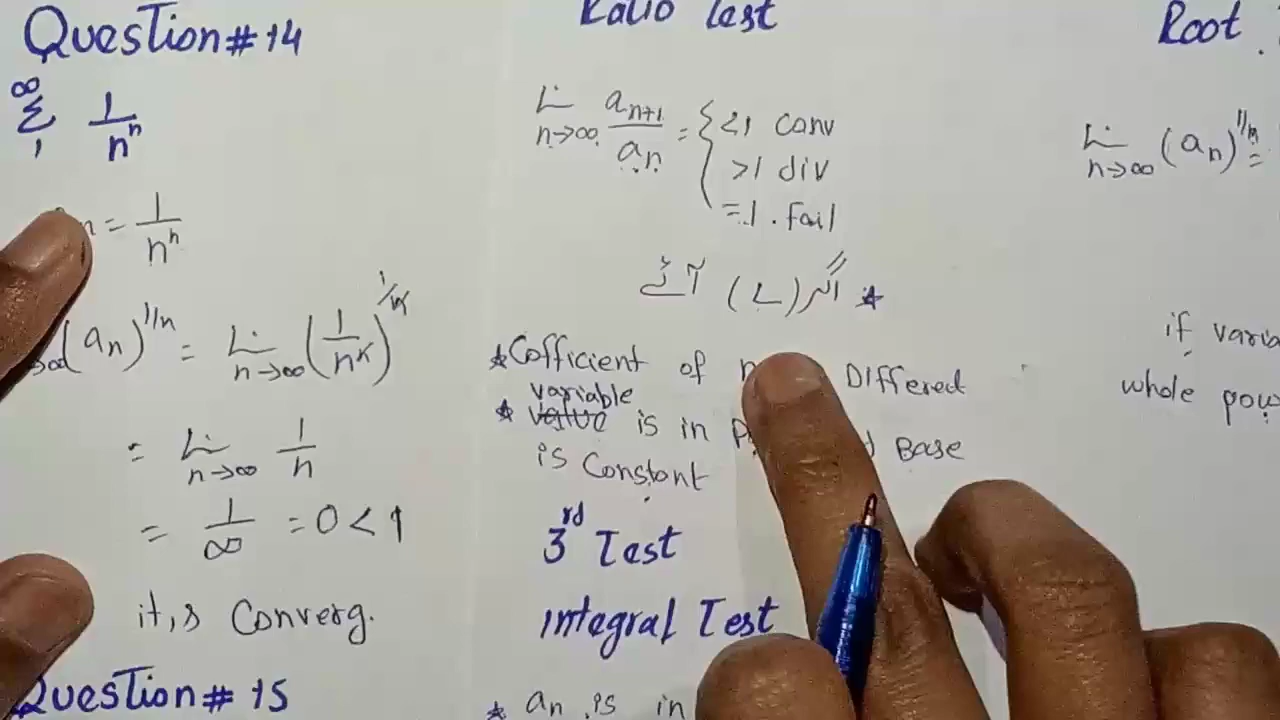 Question # 14
∞
Σ 1/nⁿ
1
n = 1/nⁿ
(aₙ)^1/n = Lim n→∞ (1/nⁿ)^1/n
= Lim n→∞ 1/n
= 1/∞ = 0 < 1
it,s Converg.
Question # 15
Ratio Test
Lim n→∞ aₙ₊₁/aₙ = { <1 conv
>1 div
=1 . fail
★ اگر (L) آئے
★ Cofficient of n Differed
variable
★ value is in Base
is Constant
3rd Test
integral Test
★ aₙ is in
Root
Lim n→∞ (aₙ)^1/n =
if
whole